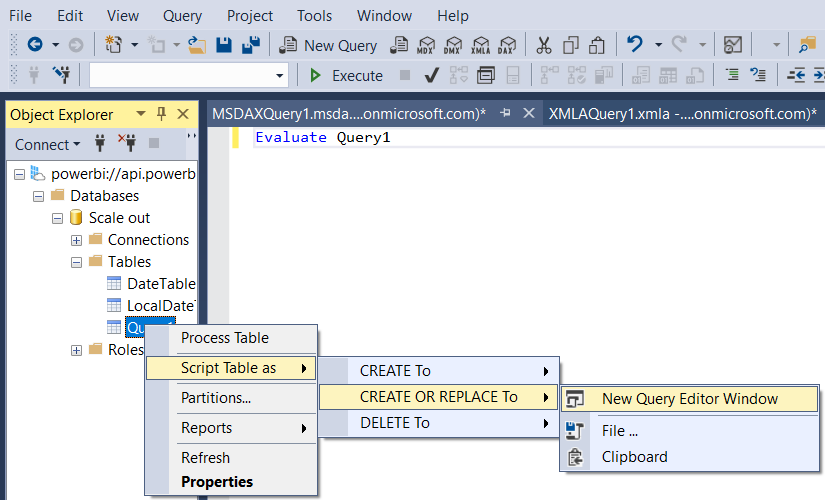 File Edit View Query Project Tools Window Help
New Query MDX DMX XMLA DAX
Execute
Object Explorer
MSDAXQuery1.msda....onmicrosoft.com)*
XMLAQuery1.xmla -....onmicrosoft.com)*
Connect
Evaluate Query1
powerbi://api.powerb
Databases
Scale out
Connections
Tables
DateTable
LocalDateT
Roles
Process Table
Script Table as
Partitions...
Reports
Refresh
Properties
CREATE To
CREATE OR REPLACE To
DELETE To
New Query Editor Window
File ...
Clipboard